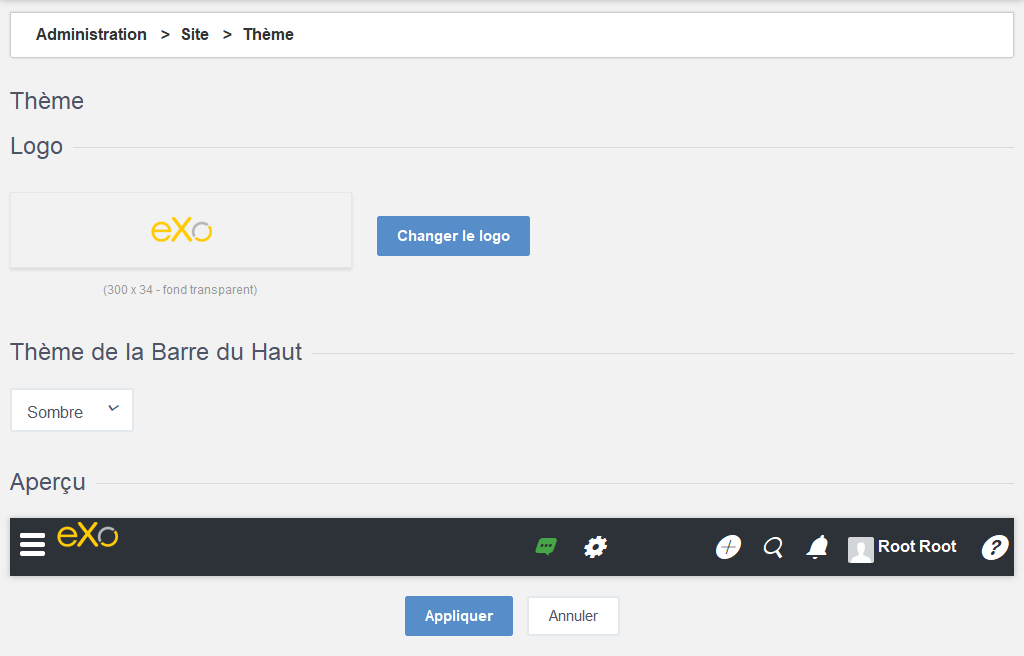 Administration > Site > Thème
Thème
Logo
eXo
Changer le logo
(300 x 34 - fond transparent)
Thème de la Barre du Haut
Sombre
Aperçu
eXo Root Root ?
Appliquer Annuler